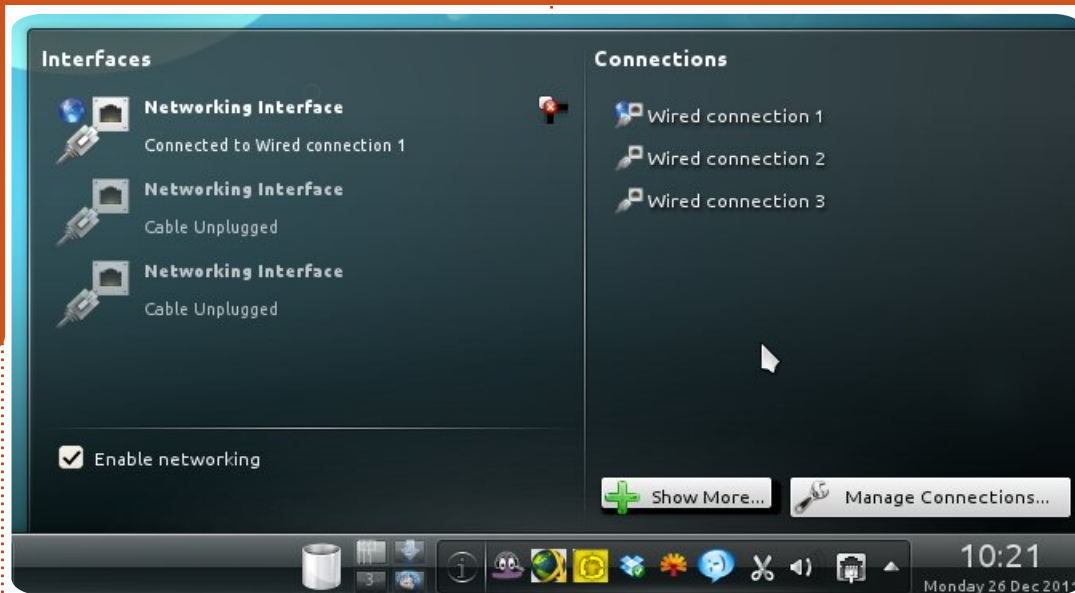 Interfaces
Networking Interface
Connected to Wired connection 1
Networking Interface
Cable Unplugged
Networking Interface
Cable Unplugged
Enable networking
Connections
Wired connection 1
Wired connection 2
Wired connection 3
Show More...
Manage Connections...
3
10:21
Monday 26 Dec 2011